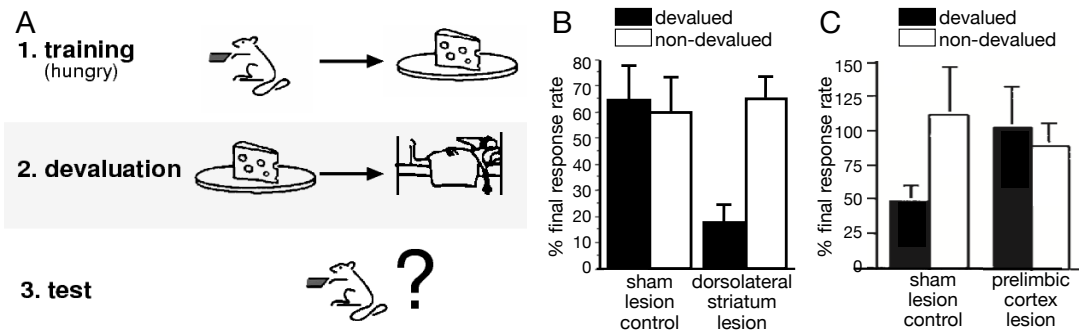 A
1. training
(hungry)
2. devaluation
3. test
?
B
devalued
non-devalued
% final response rate
80
70
60
50
40
30
20
10
0
sham
lesion
control
dorsolateral
striatum
lesion
C
devalued
non-devalued
% final response rate
150
125
100
75
50
25
0
sham
lesion
control
prelimbic
cortex
lesion